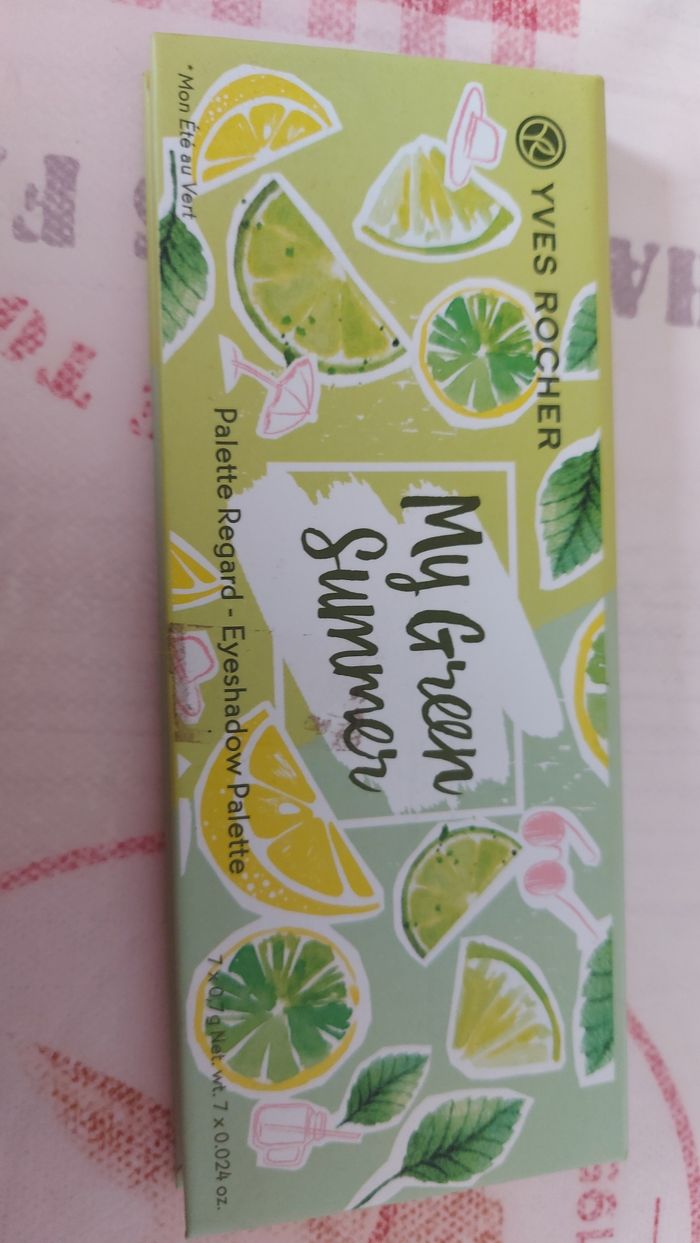 YVES ROCHER
My Green
Summer
Palette Regard - Eyeshadow Palette
* Mon Été au Vert
7 x 0,7g Net. wt. 7 x 0.024 oz.